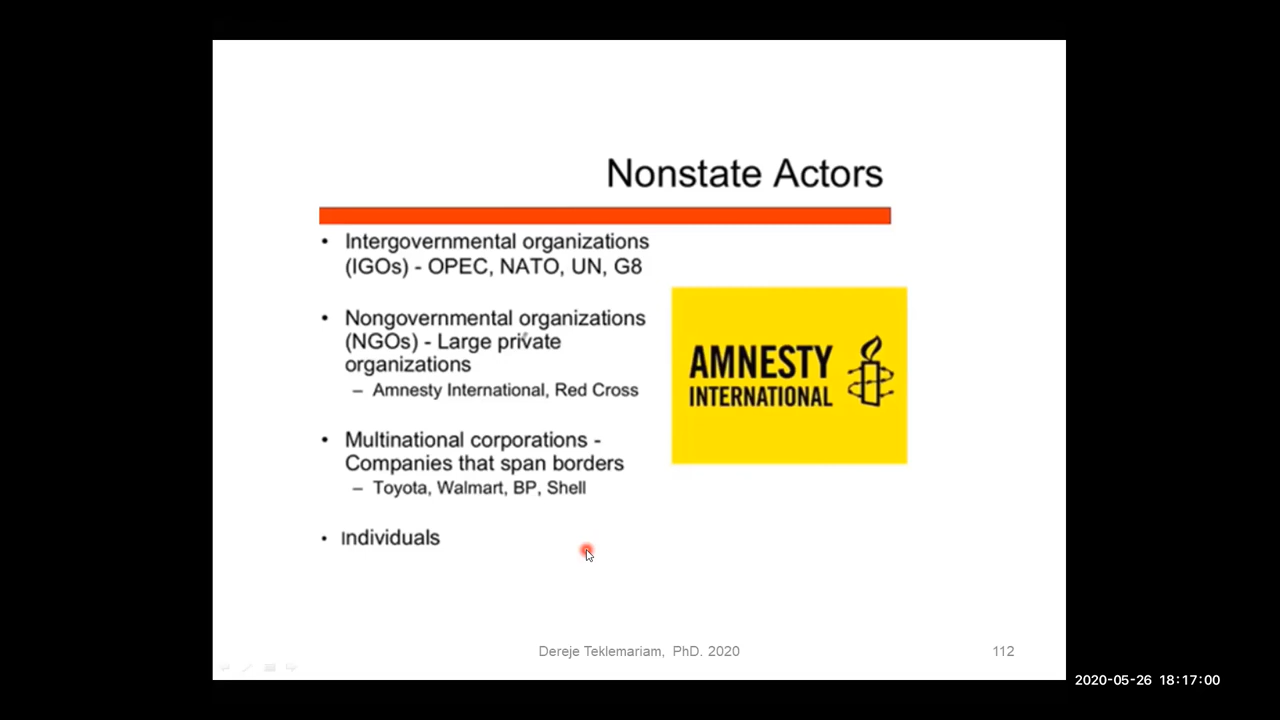 Nonstate Actors
• Intergovernmental organizations
(IGOs) - OPEC, NATO, UN, G8
• Nongovernmental organizations
(NGOs) - Large private
organizations
– Amnesty International, Red Cross
• Multinational corporations -
Companies that span borders
– Toyota, Walmart, BP, Shell
• Individuals
AMNESTY
INTERNATIONAL
Dereje Teklemariam, PhD. 2020
112
2020-05-26 18:17:00